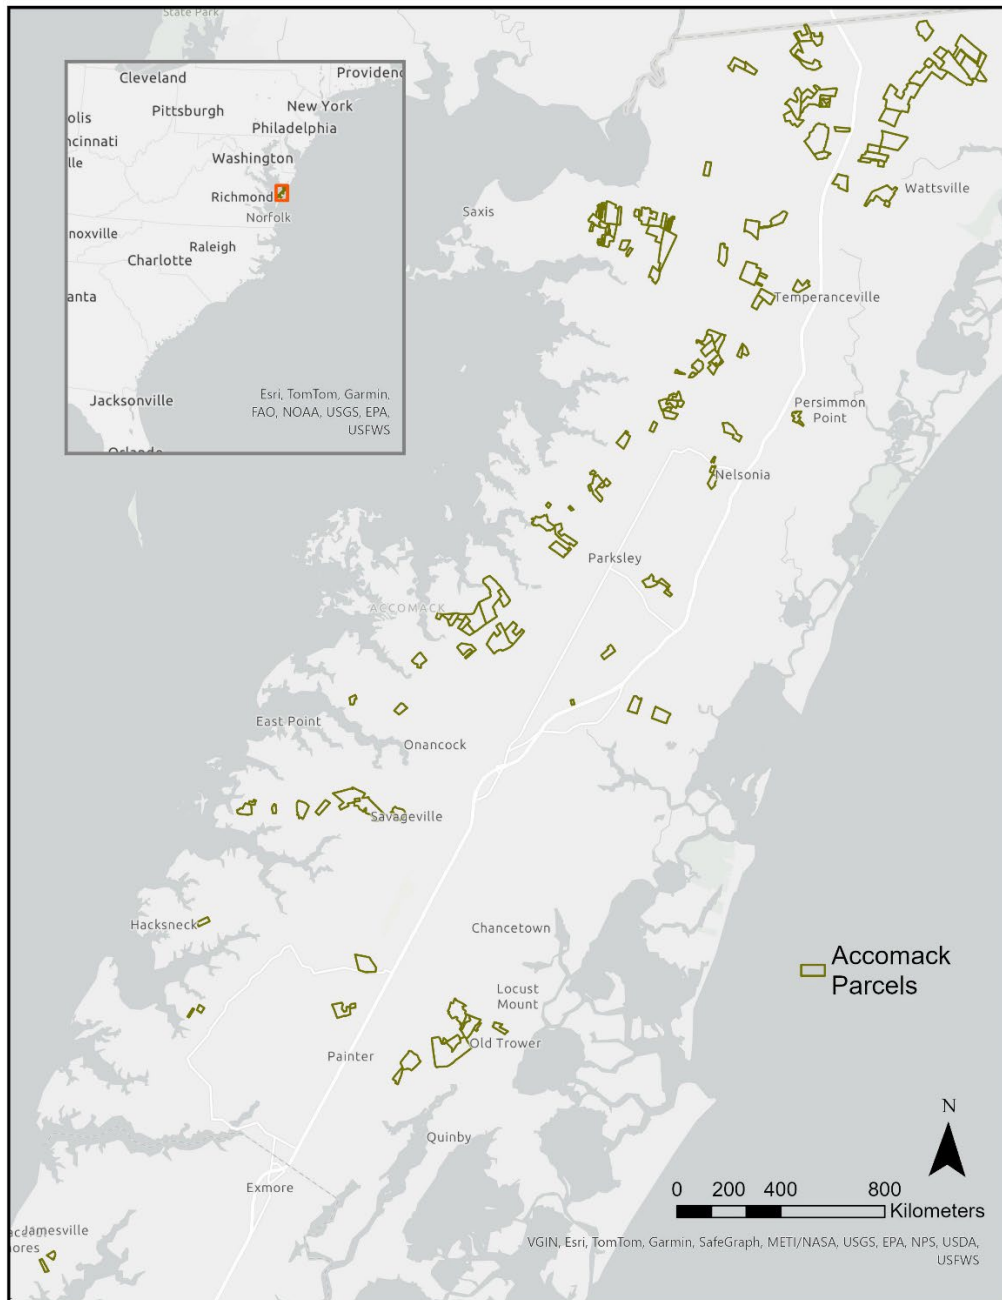 State Park
Cleveland
Providenc
Pittsburgh
New York
olis
Philadelphia
ncinnati
Washington
lle
Richmond
Norfolk
noxville
Raleigh
Charlotte
anta
Jacksonville
Orlando
Esri, TomTom, Garmin,
FAO, NOAA, USGS, EPA,
USFWS
Wattsville
Saxis
Temperanceville
Persimmon
Point
Nelsonia
Parksley
ACCOMACK
East Point
Onancock
Savageville
Hacksneck
Chancetown
Accomack
Parcels
Locust
Mount
Old Trower
Painter
Quinby
Exmore
Jamesville
ores
N
0 200 400 800
Kilometers
VGIN, Esri, TomTom, Garmin, SafeGraph, METI/NASA, USGS, EPA, NPS, USDA,
USFWS